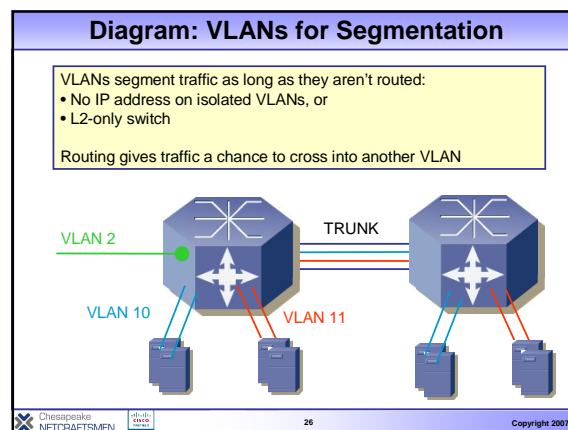 Diagram: VLANs for Segmentation
VLANs segment traffic as long as they aren't routed:
• No IP address on isolated VLANs, or
• L2-only switch
Routing gives traffic a chance to cross into another VLAN
TRUNK
VLAN 2
VLAN 10
VLAN 11
Chesapeake
NETCRAFTSMEN
CISCO
PARTNER
26
Copyright 2007